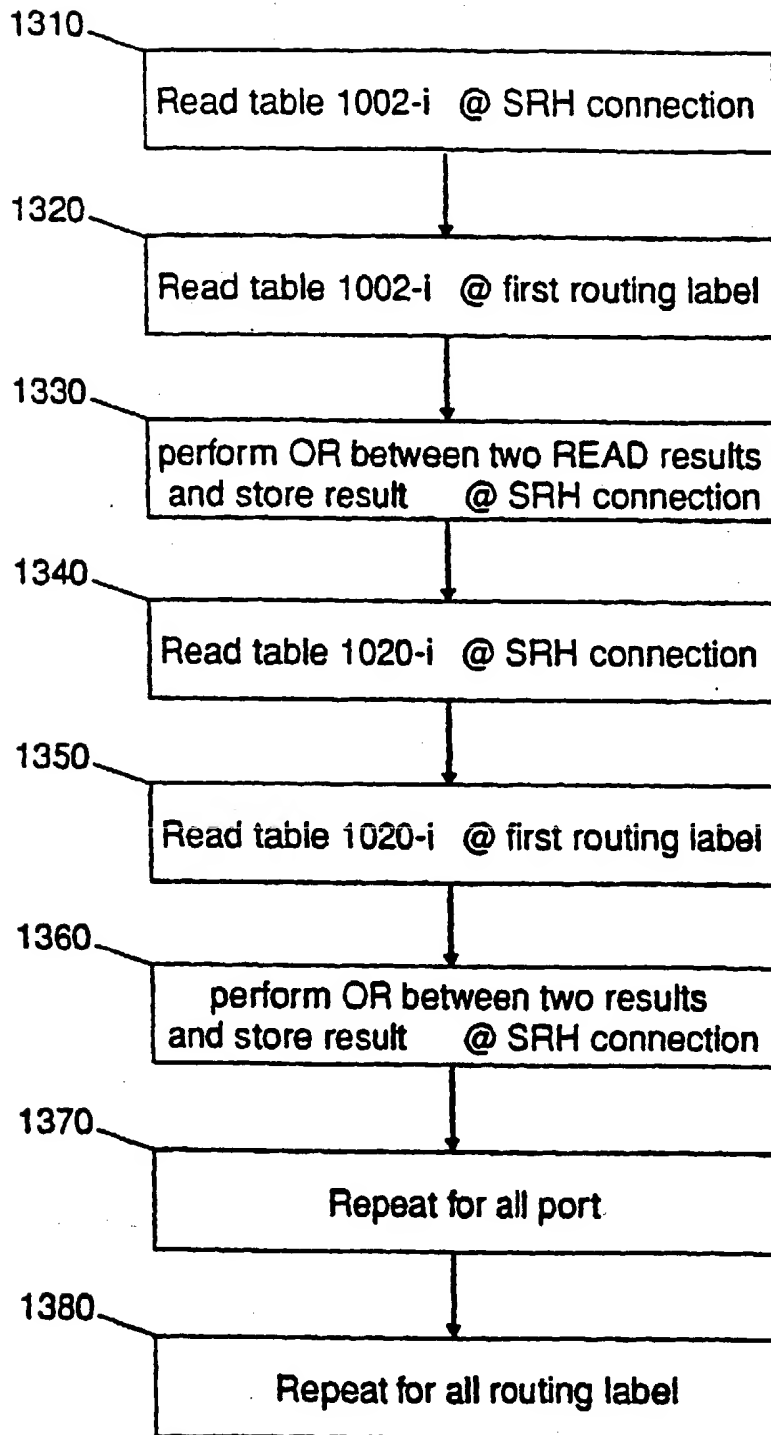 1310
Read table 1002-i @ SRH connection
1320
Read table 1002-i @ first routing label
1330
perform OR between two READ results
and store result @ SRH connection
1340
Read table 1020-i @ SRH connection
1350
Read table 1020-i @ first routing label
1360
perform OR between two results
and store result @ SRH connection
1370
Repeat for all port
1380
Repeat for all routing label